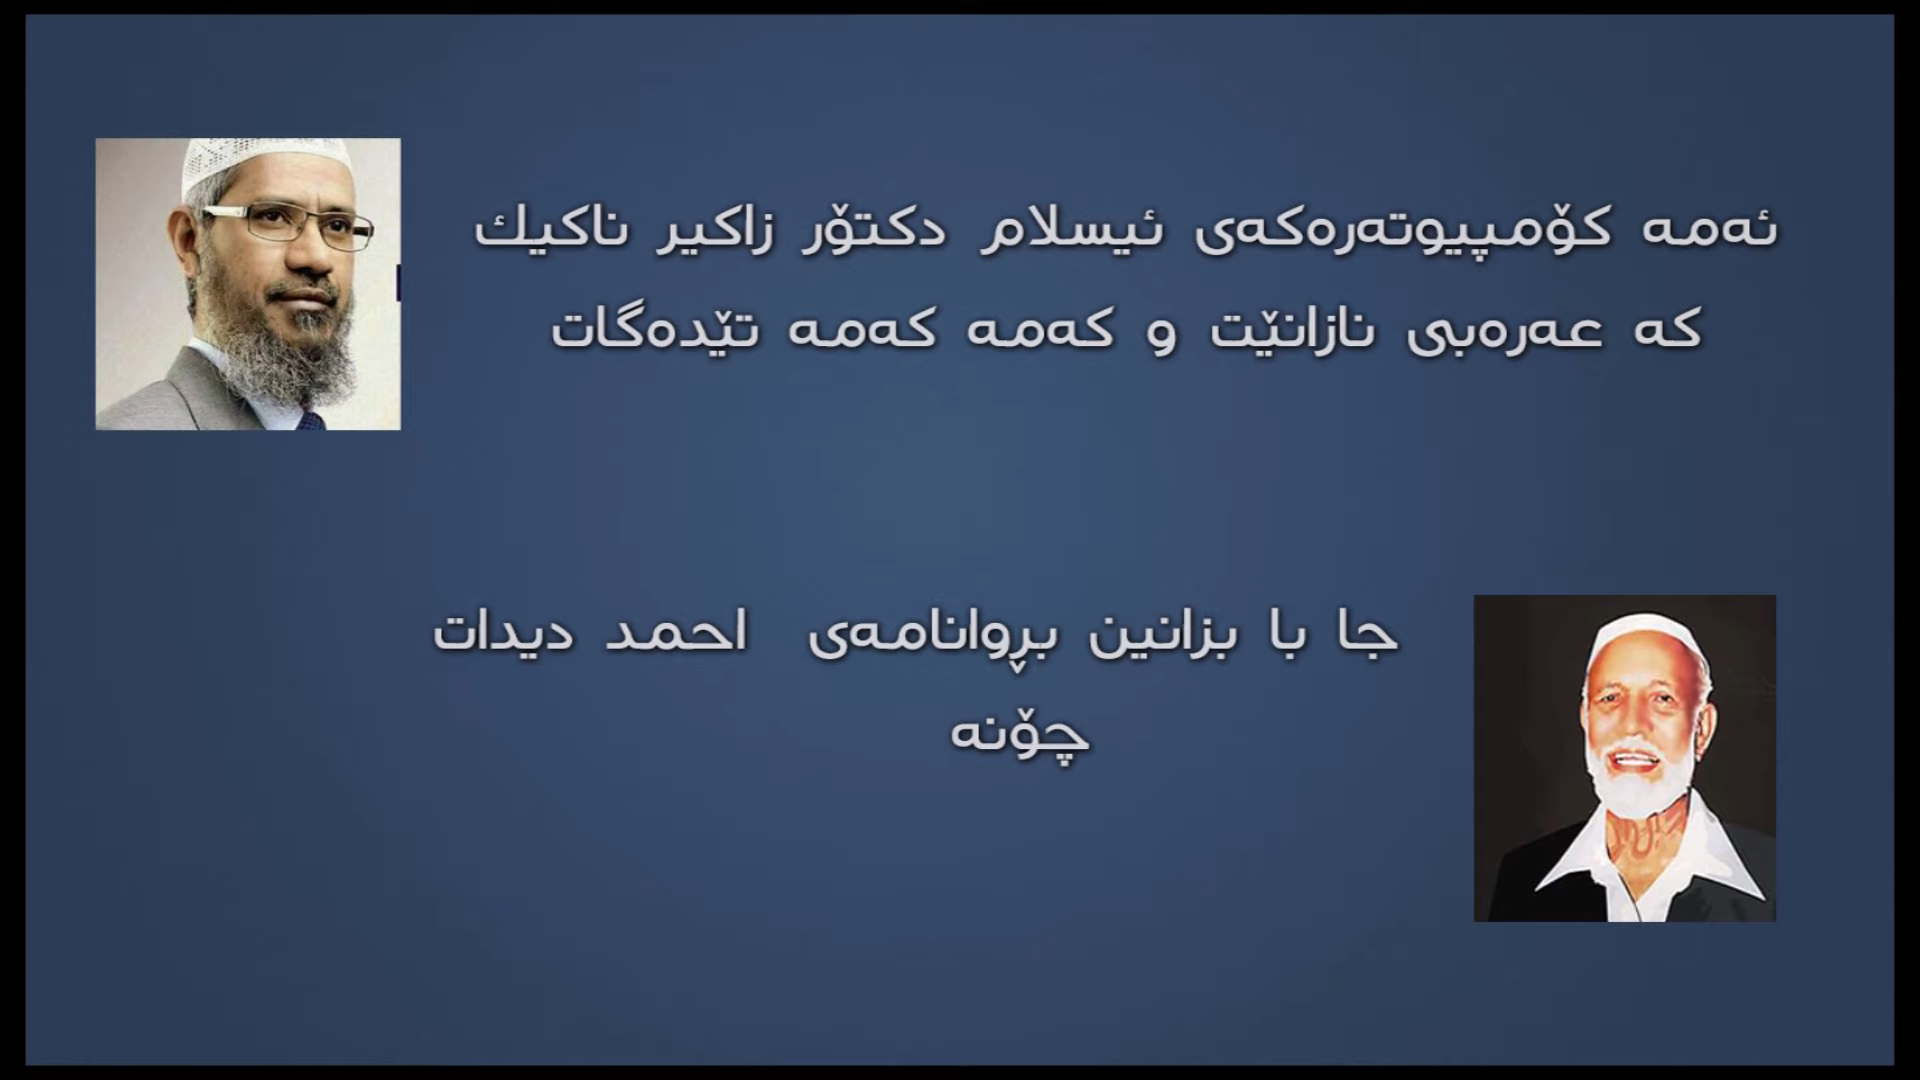 ئەمە کۆمپیوتەرەکەی ئیسلام دکتۆر زاکیر ناکیك
کە عەرەبی نازانێت و کەمە کەمە تێدەگات
جا با بزانین بڕوانامەی احمد دیدات
چۆنە